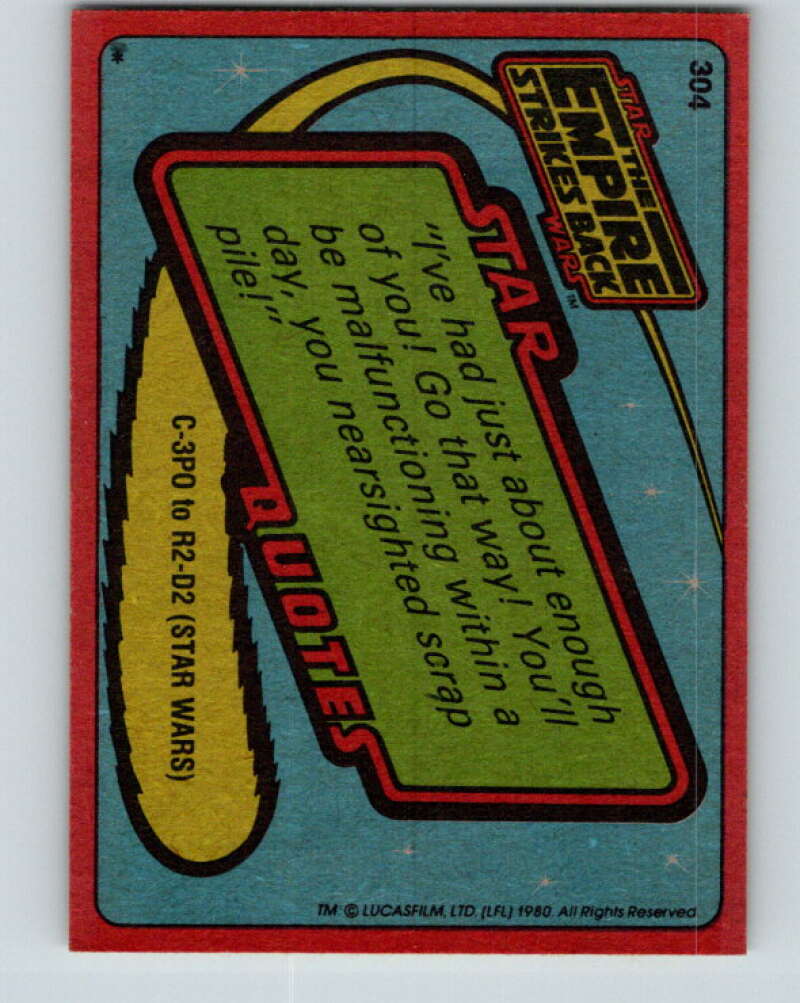 304
STAR
THE
EMPIRE
STRIKES BACK
WARS™
STAR
"I've had just about enough
of you! Go that way! You'll
be malfunctioning within a
day, you nearsighted scrap
pile!"
QUOTES
C-3PO to R2-D2 (STAR WARS)
*
TM: © LUCASFILM, LTD. (LFL) 1980. All Rights Reserved